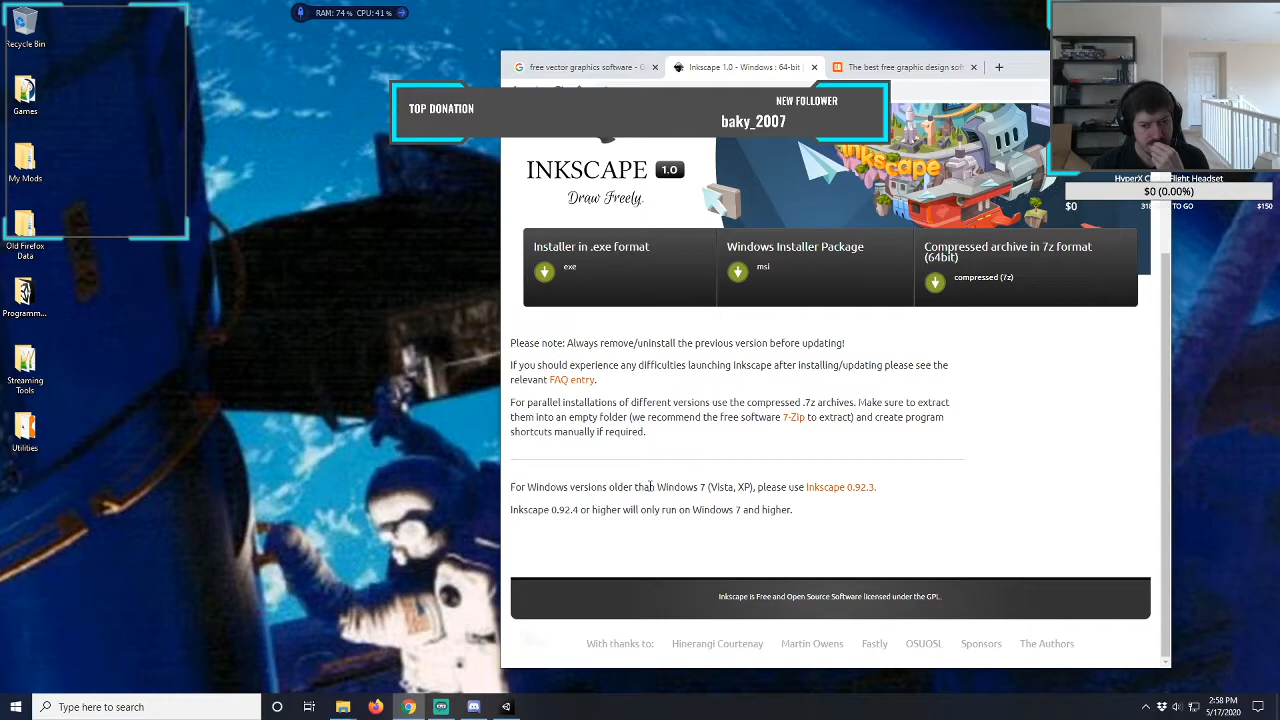 RAM: 74% CPU: 41%
Recycle Bin
Games
My Mods
Old Firefox
Data
Programm...
Streaming
Tools
Utilities
free vector graphics software - G
Inkscape 1.0 - Windows : 64-bit
The best free graphic design sof
TOP DONATION
NEW FOLLOWER
baky_2007
$0 (0.00%)
$0
TO GO
$150
INKSCAPE 1.0
Draw Freely.
inkscape
Installer in .exe format
exe
Windows Installer Package
msi
Compressed archive in 7z format
(64bit)
compressed (7z)
Please note: Always remove/uninstall the previous version before updating!
If you should experience any difficulties launching Inkscape after installing/updating please see the
relevant FAQ entry.
For parallel installations of different versions use the compressed .7z archives. Make sure to extract
them into an empty folder (we recommend the free software 7-Zip to extract) and create program
shortcuts manually if required.
For Windows versions older than Windows 7 (Vista, XP), please use Inkscape 0.92.3.
Inkscape 0.92.4 or higher will only run on Windows 7 and higher.
Inkscape is Free and Open Source Software licensed under the GPL.
With thanks to: Hinerangi Courtenay Martin Owens Fastly OSUOSL Sponsors The Authors
Type here to search
2:58 PM
5/17/2020